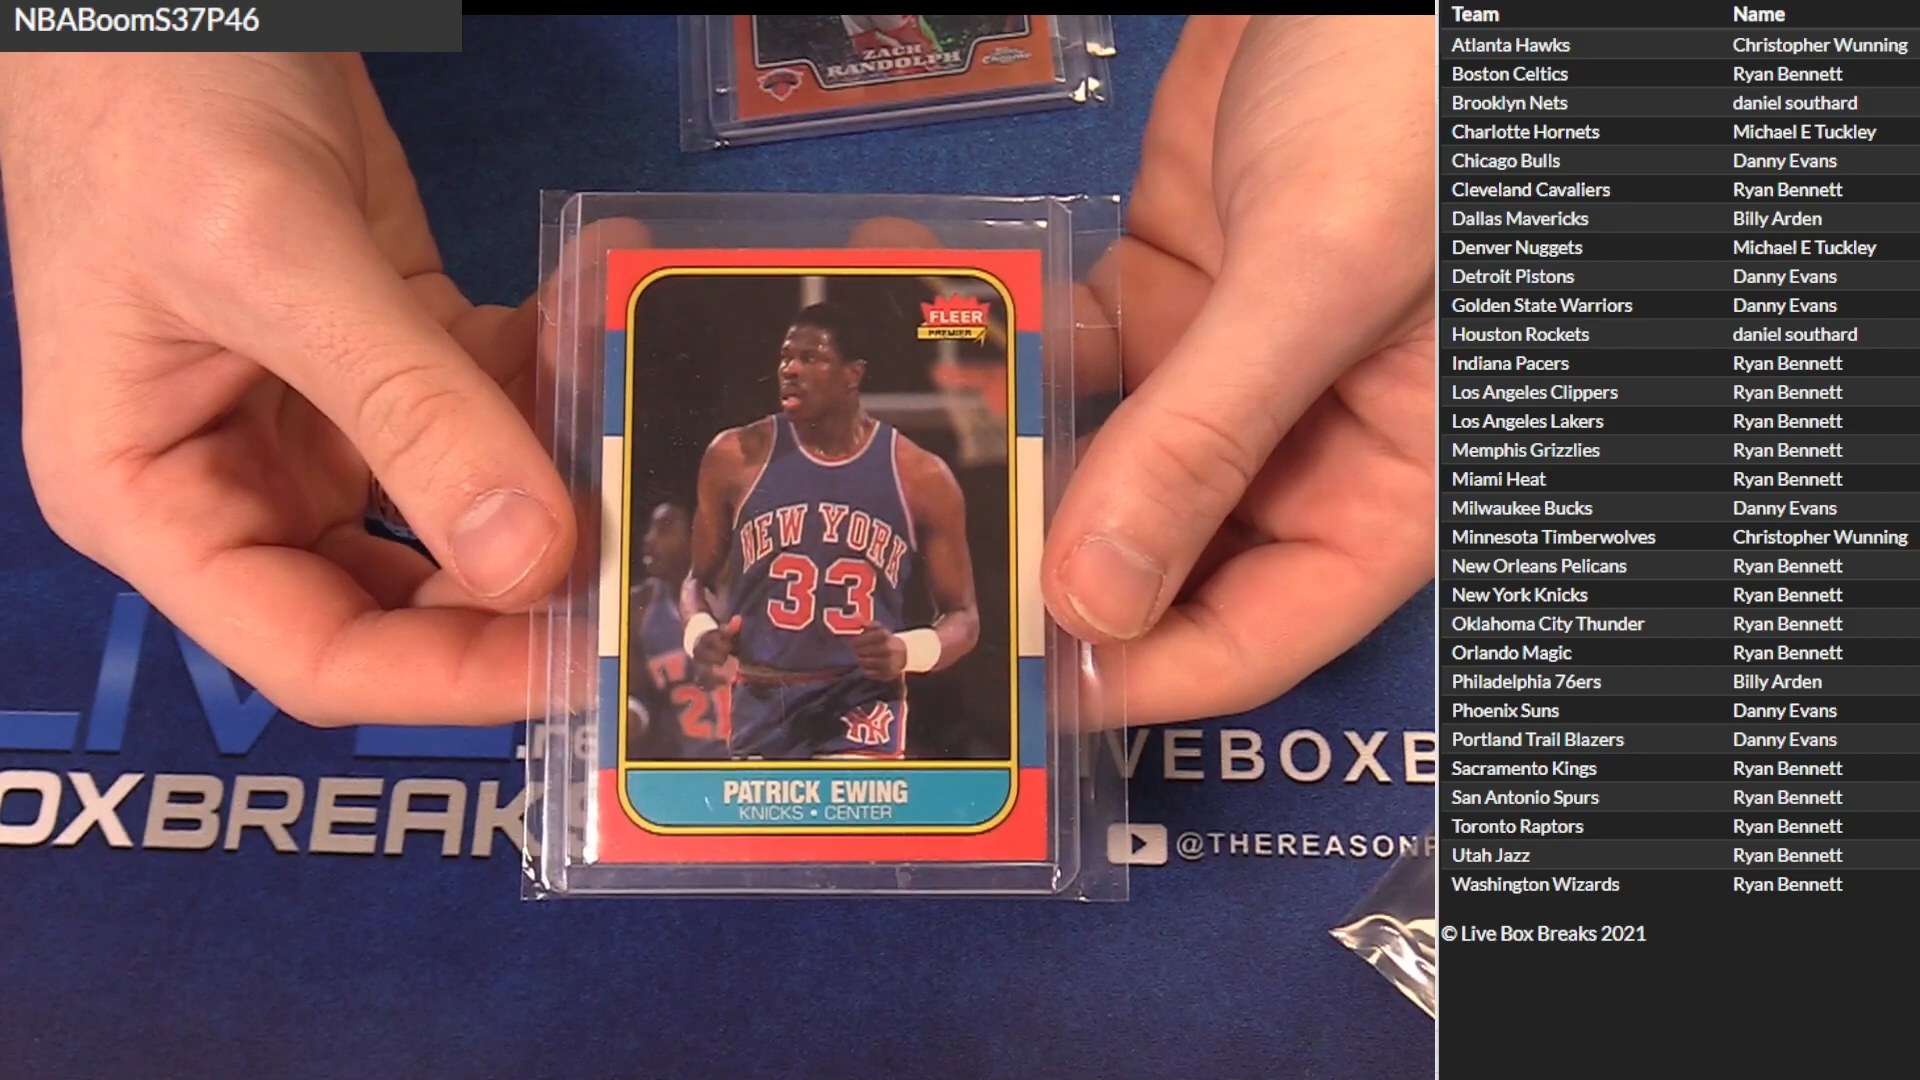 NBABoomS37P46
ZACH
RANDOLPH
FLEER
PREMIER
NEW YORK
33
21
NY
PATRICK EWING
KNICKS • CENTER
LIVE
OXBREAK
IVEBOXB
@THEREASON
Team Name
Atlanta Hawks Christopher Wunning
Boston Celtics Ryan Bennett
Brooklyn Nets daniel southard
Charlotte Hornets Michael E Tuckley
Chicago Bulls Danny Evans
Cleveland Cavaliers Ryan Bennett
Dallas Mavericks Billy Arden
Denver Nuggets Michael E Tuckley
Detroit Pistons Danny Evans
Golden State Warriors Danny Evans
Houston Rockets daniel southard
Indiana Pacers Ryan Bennett
Los Angeles Clippers Ryan Bennett
Los Angeles Lakers Ryan Bennett
Memphis Grizzlies Ryan Bennett
Miami Heat Ryan Bennett
Milwaukee Bucks Danny Evans
Minnesota Timberwolves Christopher Wunning
New Orleans Pelicans Ryan Bennett
New York Knicks Ryan Bennett
Oklahoma City Thunder Ryan Bennett
Orlando Magic Ryan Bennett
Philadelphia 76ers Billy Arden
Phoenix Suns Danny Evans
Portland Trail Blazers Danny Evans
Sacramento Kings Ryan Bennett
San Antonio Spurs Ryan Bennett
Toronto Raptors Ryan Bennett
Utah Jazz Ryan Bennett
Washington Wizards Ryan Bennett
© Live Box Breaks 2021